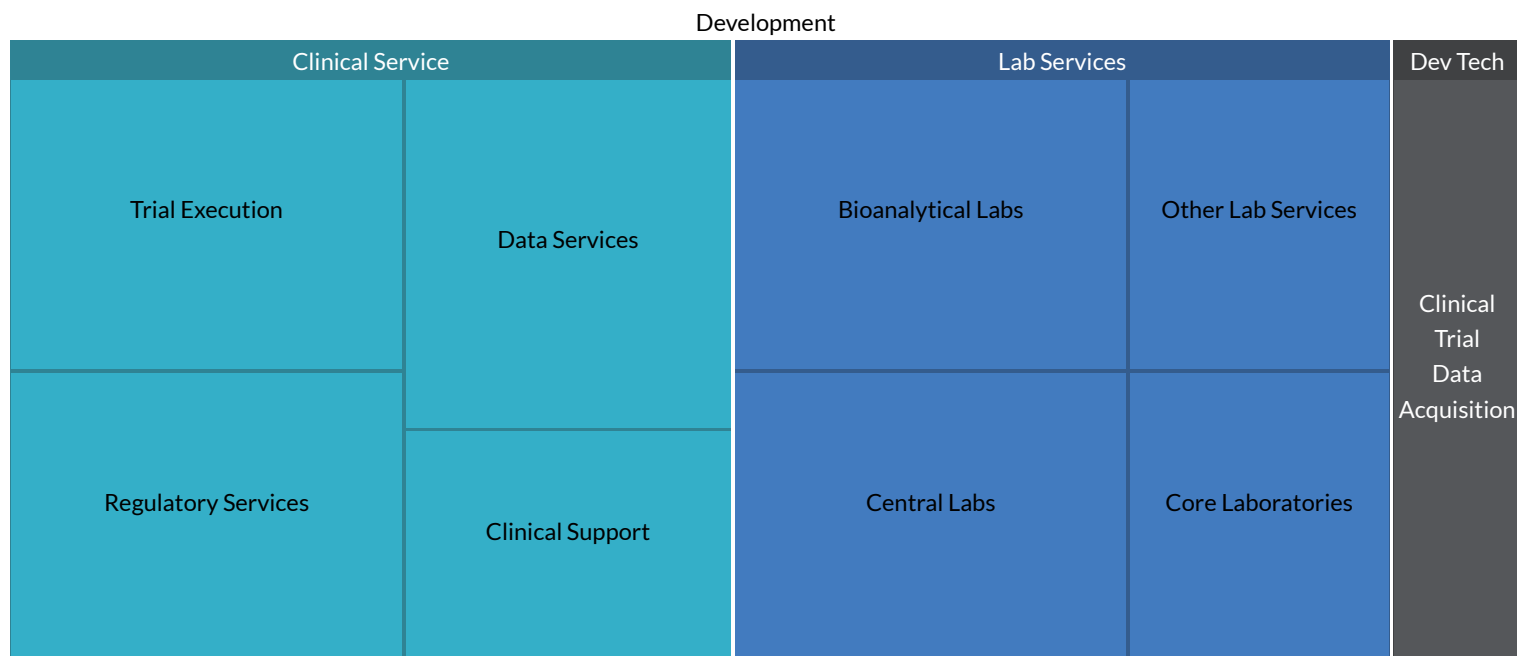 Development
Clinical Service
Lab Services
Dev Tech
Trial Execution
Data Services
Regulatory Services
Clinical Support
Bioanalytical Labs
Other Lab Services
Central Labs
Core Laboratories
Clinical
Trial
Data
Acquisition